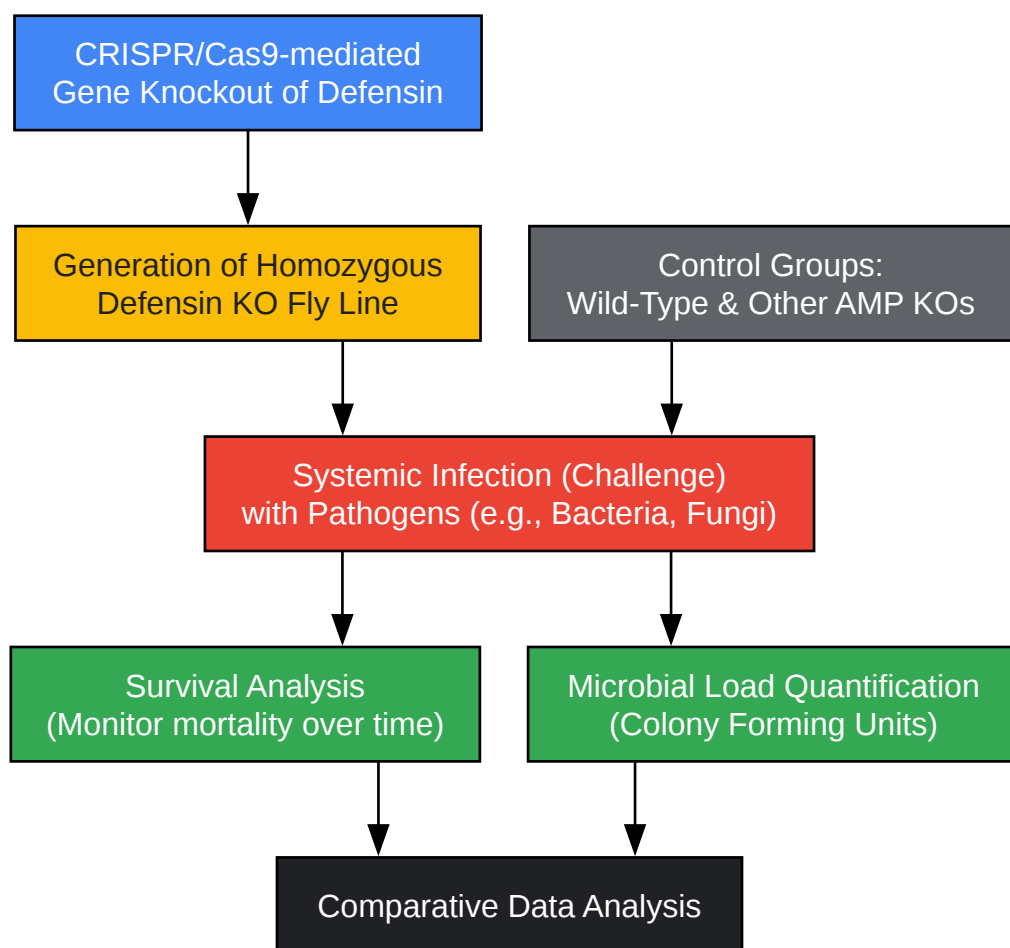 CRISPR/Cas9-mediated
Gene Knockout of Defensin
Generation of Homozygous
Defensin KO Fly Line
Control Groups:
Wild-Type & Other AMP KOs
Systemic Infection (Challenge)
with Pathogens (e.g., Bacteria, Fungi)
Survival Analysis
(Monitor mortality over time)
Microbial Load Quantification
(Colony Forming Units)
Comparative Data Analysis